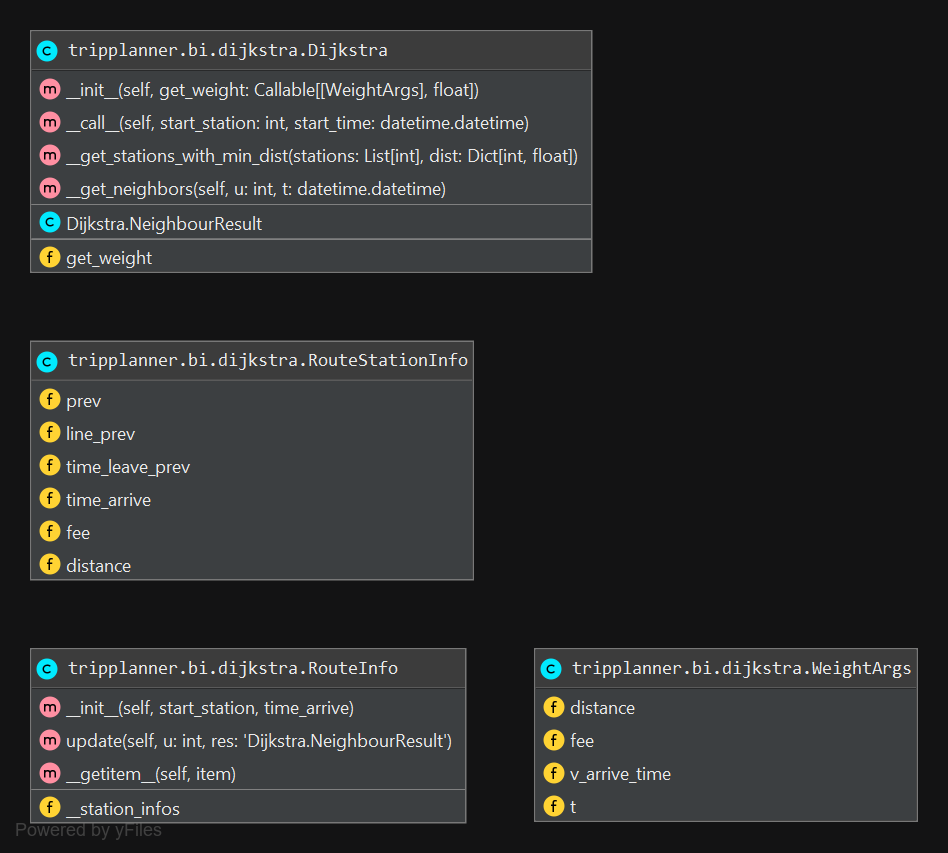 C tripplanner.bi.dijkstra.Dijkstra
m __init__(self, get_weight: Callable[[WeightArgs], float])
m __call__(self, start_station: int, start_time: datetime.datetime)
m __get_stations_with_min_dist(stations: List[int], dist: Dict[int, float])
m __get_neighbors(self, u: int, t: datetime.datetime)
C Dijkstra.NeighbourResult
f get_weight
C tripplanner.bi.dijkstra.RouteStationInfo
f prev
f line_prev
f time_leave_prev
f time_arrive
f fee
f distance
C tripplanner.bi.dijkstra.RouteInfo
m __init__(self, start_station, time_arrive)
m update(self, u: int, res: 'Dijkstra.NeighbourResult')
m __getitem__(self, item)
f __station_infos
C tripplanner.bi.dijkstra.WeightArgs
f distance
f fee
f v_arrive_time
f t
Powered by yFiles